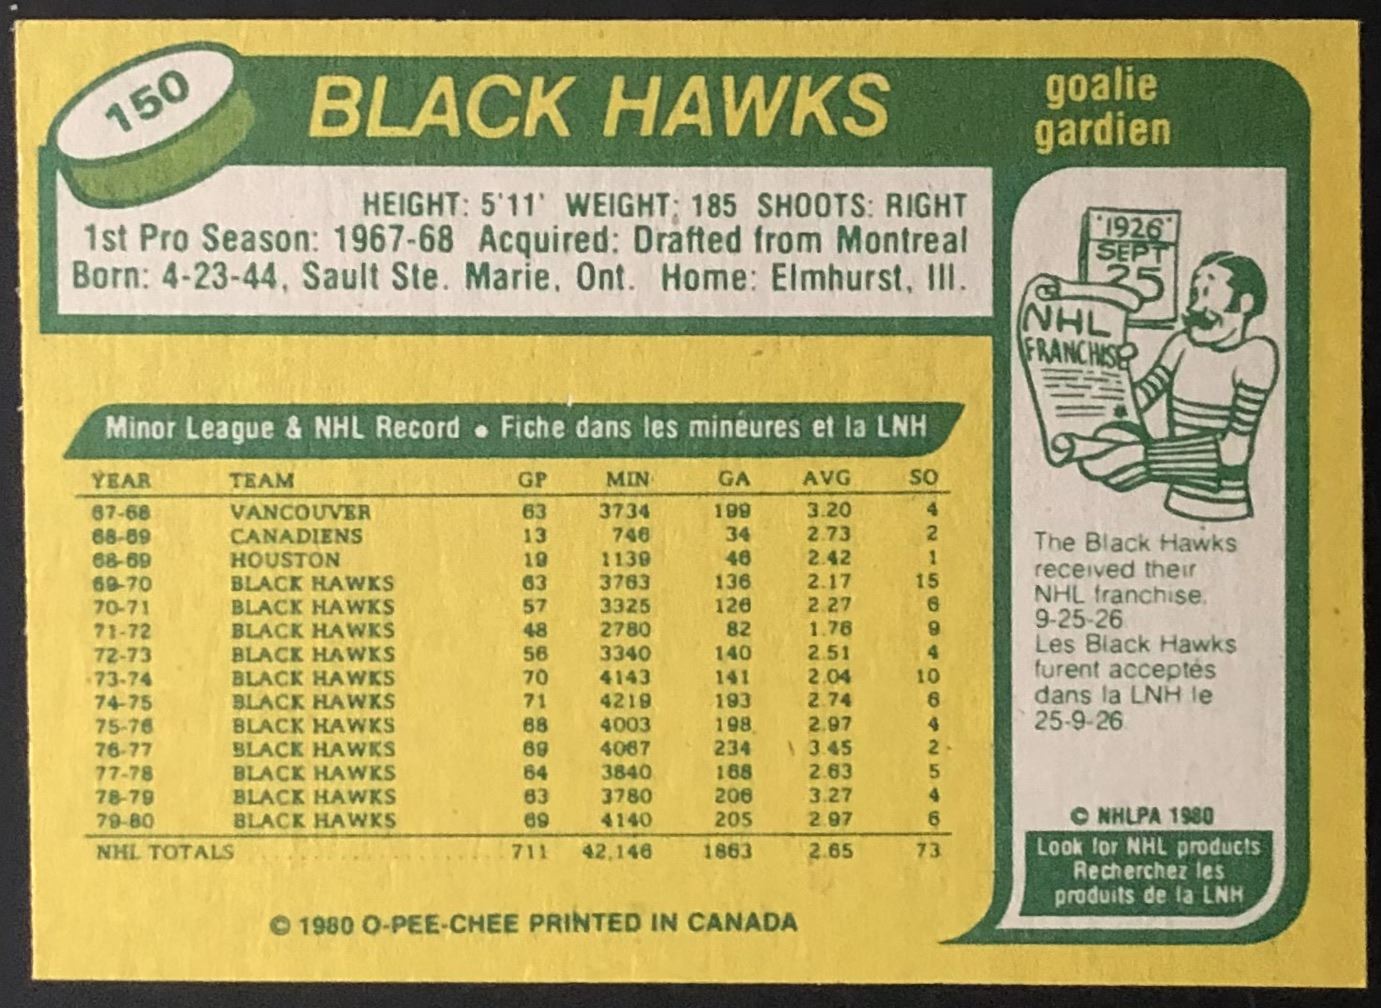 150
BLACK HAWKS
goalie
gardien
HEIGHT: 5'11' WEIGHT: 185 SHOOTS: RIGHT
1st Pro Season: 1967-68 Acquired: Drafted from Montreal
Born: 4-23-44, Sault Ste. Marie, Ont. Home: Elmhurst, Ill.
Minor League & NHL Record • Fiche dans les minéures et la LNH
YEAR TEAM GP MIN GA AVG SO
67-68 VANCOUVER 63 3734 199 3.20 4
68-69 CANADIENS 13 746 34 2.73 2
68-69 HOUSTON 19 1139 46 2.42 1
69-70 BLACK HAWKS 63 3763 136 2.17 15
70-71 BLACK HAWKS 57 3325 126 2.27 6
71-72 BLACK HAWKS 48 2780 82 1.76 9
72-73 BLACK HAWKS 56 3340 140 2.51 4
73-74 BLACK HAWKS 70 4143 141 2.04 10
74-75 BLACK HAWKS 71 4219 193 2.74 6
75-76 BLACK HAWKS 68 4003 198 2.97 4
76-77 BLACK HAWKS 69 4067 234 3.45 2
77-78 BLACK HAWKS 64 3840 168 2.63 5
78-79 BLACK HAWKS 63 3780 206 3.27 4
79-80 BLACK HAWKS 69 4140 205 2.97 6
NHL TOTALS 711 42,146 1863 2.65 73
© 1980 O-PEE-CHEE PRINTED IN CANADA
1926
SEPT
25
NHL
FRANCHISE
The Black Hawks
received their
NHL franchise.
9-25-26
Les Black Hawks
furent acceptés
dans la LNH le
25-9-26
© NHLPA 1980
Look for NHL products
Recherchez les
produits de la LNH